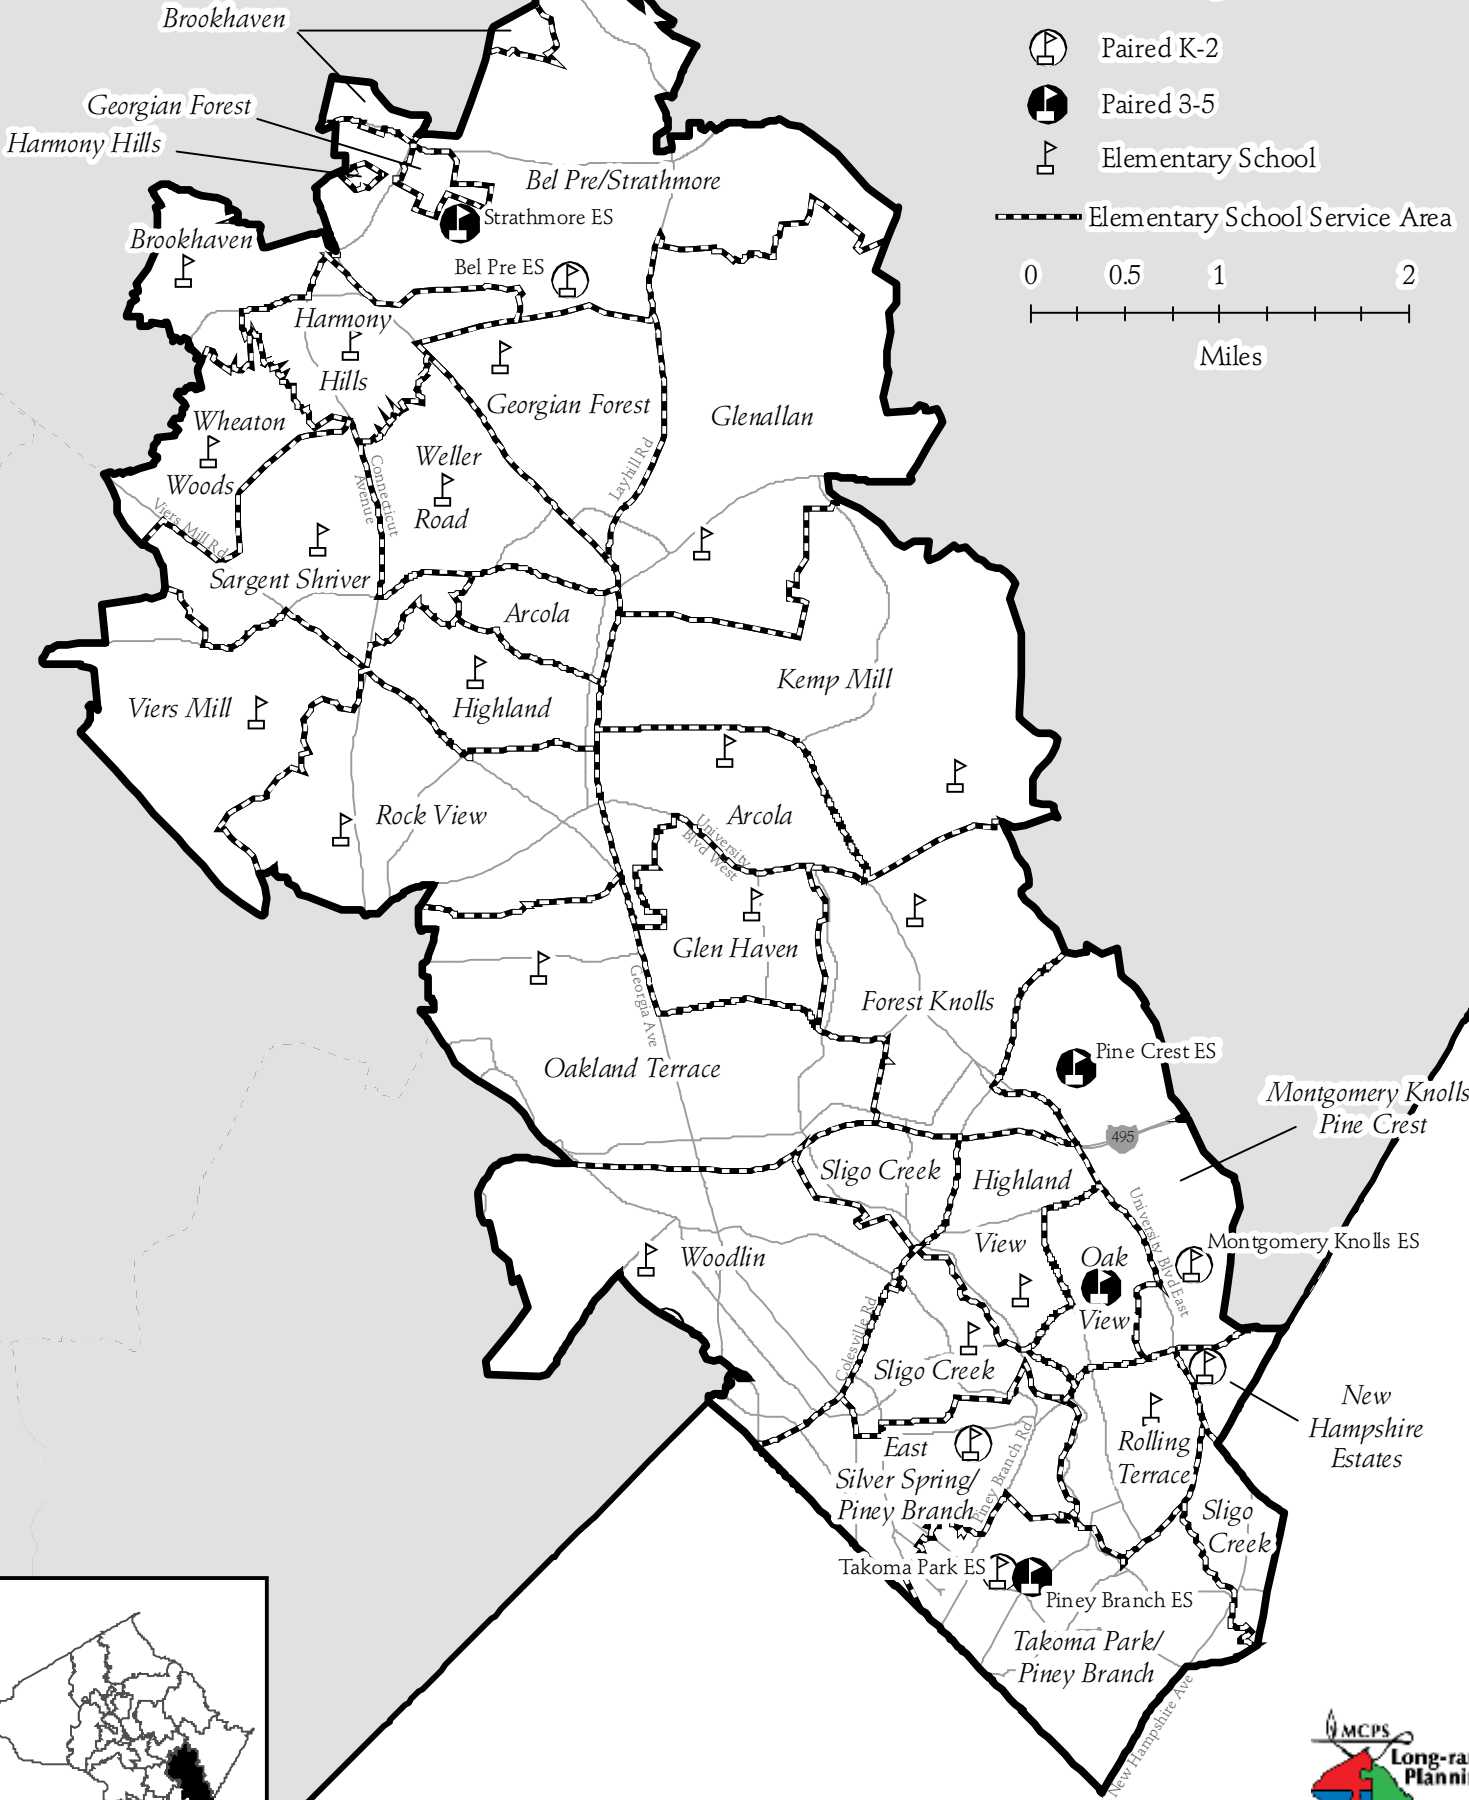 Brookhaven
Georgian Forest
Harmony Hills
Paired K-2
Paired 3-5
Elementary School
Elementary School Service Area
0 0.5 1 2
Miles
Bel Pre/Strathmore
Strathmore ES
Brookhaven
Bel Pre ES
Harmony
Hills
Georgian Forest
Glenallan
Wheaton
Woods
Weller
Road
Layhill Rd
Connecticut
Avenue
Viers Mill Rd
Sargent Shriver
Arcola
Kemp Mill
Viers Mill
Highland
Rock View
Arcola
University
Blvd West
Glen Haven
Forest Knolls
Georgia Ave
Oakland Terrace
Pine Crest ES
Montgomery Knolls
Pine Crest
495
Sligo Creek
Highland
View
University Blvd East
Montgomery Knolls ES
Woodlin
Oak
View
Colesville Rd
Sligo Creek
New
Hampshire
Estates
Rolling
Terrace
East
Silver Spring/
Piney Branch
Piney Branch Rd
Sligo
Creek
Takoma Park ES
Piney Branch ES
Takoma Park/
Piney Branch
New Hampshire Ave
MCPS
Long-ra
Planni